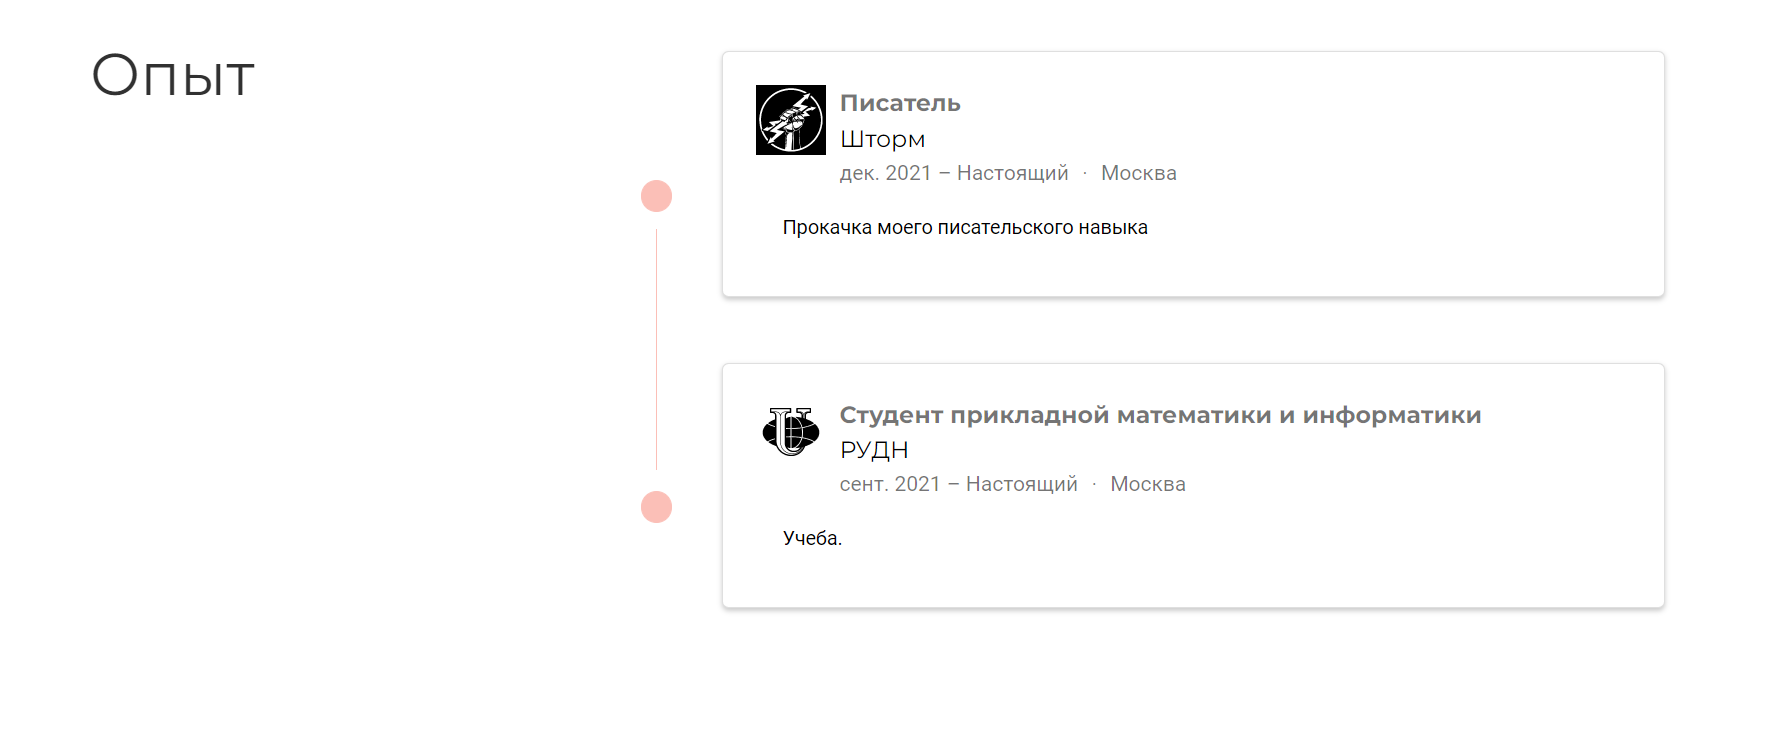 Опыт
Писатель
Шторм
дек. 2021 – Настоящий · Москва
Прокачка моего писательского навыка
Студент прикладной математики и информатики
РУДН
сент. 2021 – Настоящий · Москва
Учеба.